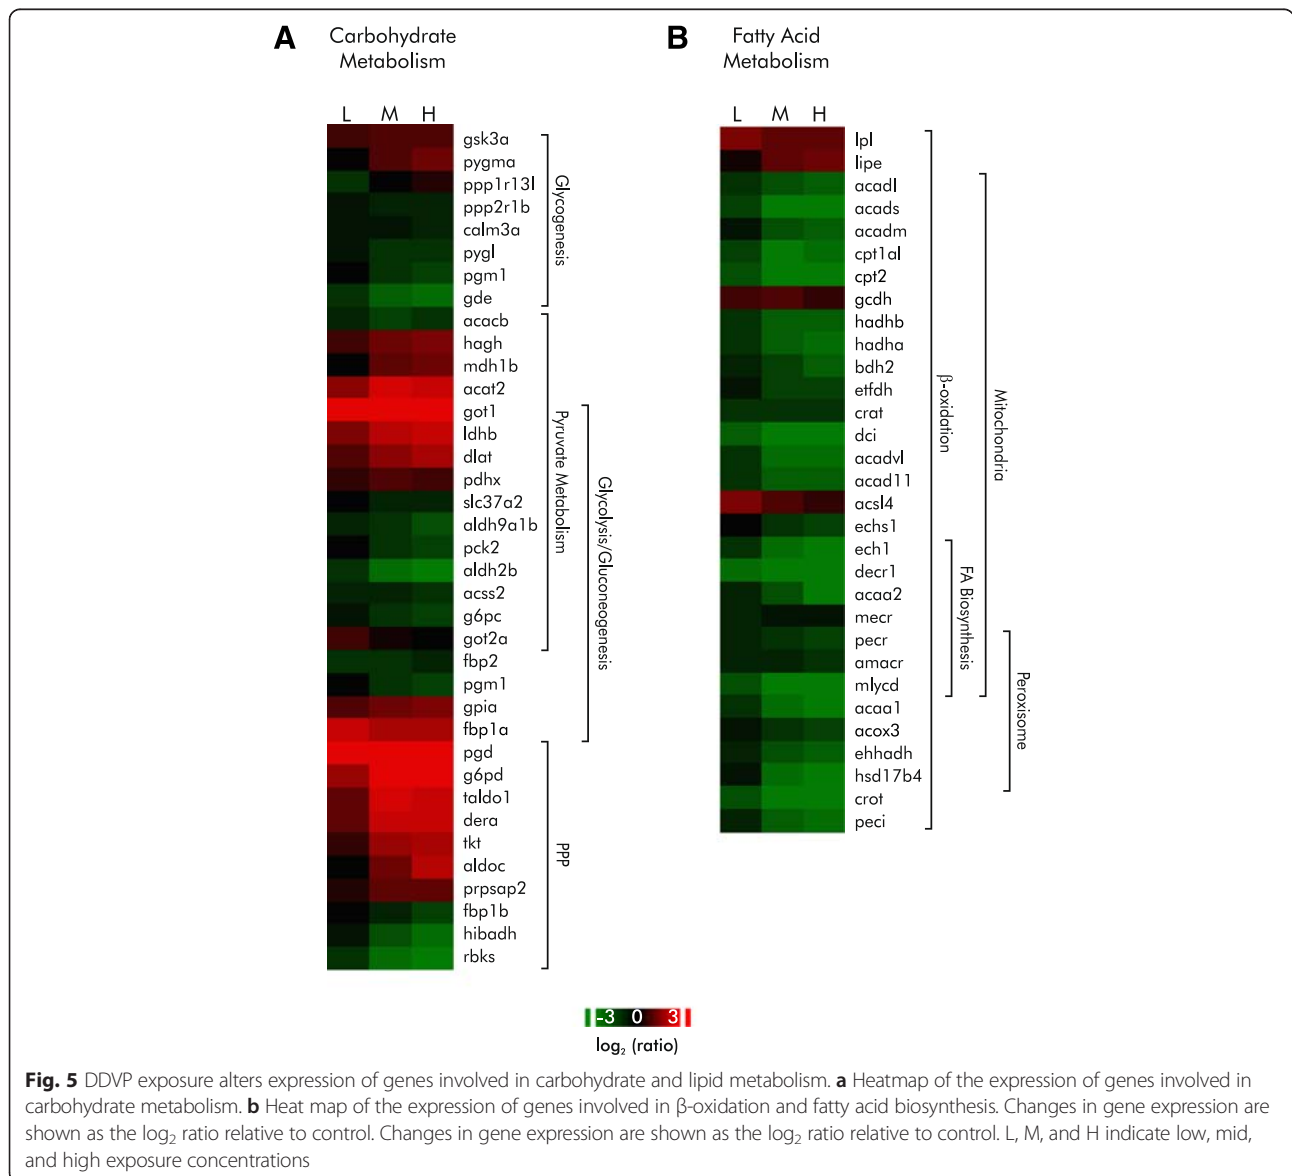 A
Carbohydrate
Metabolism
L M H
gsk3a
pygma
ppp1r13l
ppp2r1b
calm3a
pygl
pgm1
gde
acacb
hagh
mdh1b
acat2
got1
ldhb
dlat
pdhx
slc37a2
aldh9a1b
pck2
aldh2b
acss2
g6pc
got2a
fbp2
pgm1
gpia
fbp1a
pgd
g6pd
taldo1
dera
tkt
aldoc
prpsap2
fbp1b
hibadh
rbks
Glycogenesis
Pyruvate Metabolism
Glycolysis/Gluconeogenesis
PPP
B
Fatty Acid
Metabolism
L M H
lpl
lipe
acadl
acads
acadm
cpt1al
cpt2
gcdh
hadhb
hadha
bdh2
etfdh
crat
dci
acadvl
acad11
acsl4
echs1
ech1
decr1
acaa2
mecr
pecr
amacr
mlycd
acaa1
acox3
ehhadh
hsd17b4
crot
peci
β-oxidation
FA Biosynthesis
Mitochondria
Peroxisome
-3 0 3
log₂ (ratio)
Fig. 5 DDVP exposure alters expression of genes involved in carbohydrate and lipid metabolism. a Heatmap of the expression of genes involved in
carbohydrate metabolism. b Heat map of the expression of genes involved in β-oxidation and fatty acid biosynthesis. Changes in gene expression are
shown as the log₂ ratio relative to control. Changes in gene expression are shown as the log₂ ratio relative to control. L, M, and H indicate low, mid,
and high exposure concentrations